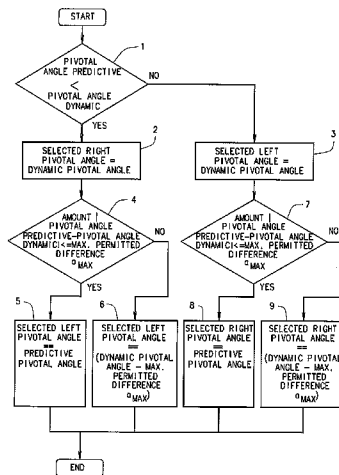 START
1
PIVOTAL
ANGLE PREDICTIVE
<
PIVOTAL ANGLE
DYNAMIC
NO
YES
2
SELECTED RIGHT
PIVOTAL ANGLE =
DYNAMIC PIVOTAL ANGLE
3
SELECTED LEFT
PIVOTAL ANGLE =
DYNAMIC PIVOTAL ANGLE
4
AMOUNT |
PIVOTAL ANGLE
PREDICTIVE-PIVOTAL ANGLE
DYNAMIC|<=MAX. PERMITTED
DIFFERENCE
α MAX
NO
YES
7
AMOUNT |
PIVOTAL ANGLE
PREDICTIVE-PIVOTAL ANGLE
DYNAMIC|<=MAX. PERMITTED
DIFFERENCE
α MAX
NO
YES
5
SELECTED LEFT
PIVOTAL ANGLE
==
PREDICTIVE
PIVOTAL ANGLE
6
SELECTED LEFT
PIVOTAL ANGLE
==
(DYNAMIC PIVOTAL
ANGLE - MAX.
PERMITTED
DIFFERENCE
α MAX)
8
SELECTED RIGHT
PIVOTAL ANGLE
==
PREDICTIVE
PIVOTAL ANGLE
9
SELECTED RIGHT
PIVOTAL ANGLE
==
(DYNAMIC PIVOTAL
ANGLE - MAX.
PERMITTED
DIFFERENCE
α MAX)
END